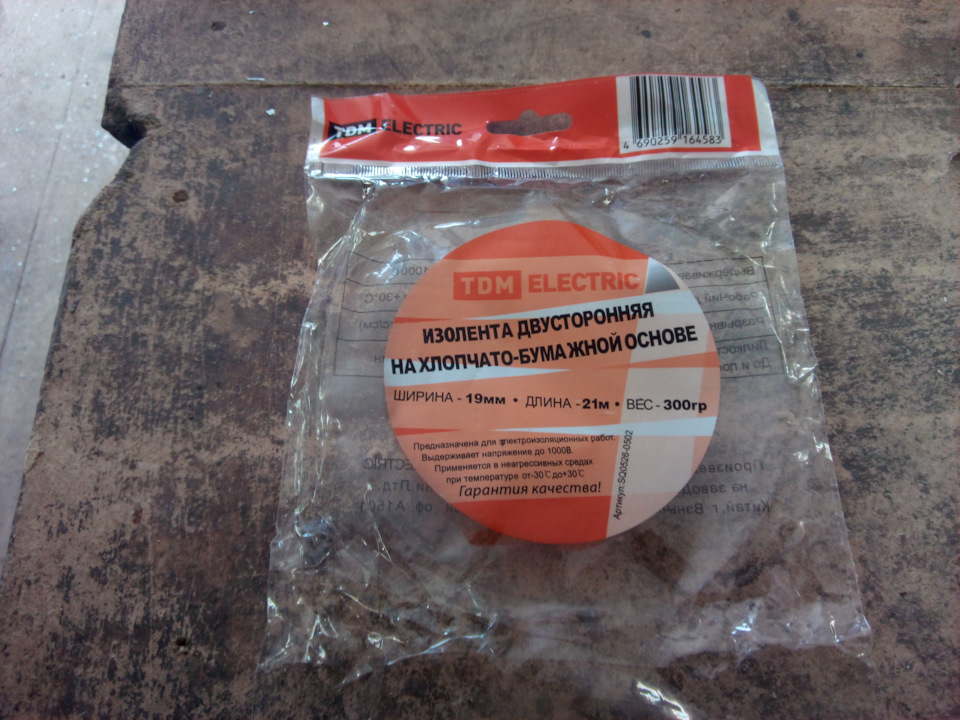 TDM ELECTRIC
4 690259 164583
TDM ELECTRIC
ИЗОЛЕНТА ДВУСТОРОННЯЯ
НА ХЛОПЧАТО-БУМАЖНОЙ ОСНОВЕ
ШИРИНА - 19мм • ДЛИНА - 21м • ВЕС - 300гр
Предназначена для электроизоляционных работ.
Выдерживает напряжение до 1000В.
Применяется в неагрессивных средах
при температуре от-30℃ до+30℃
Гарантия качества!
Артикул:SQ0526-0502